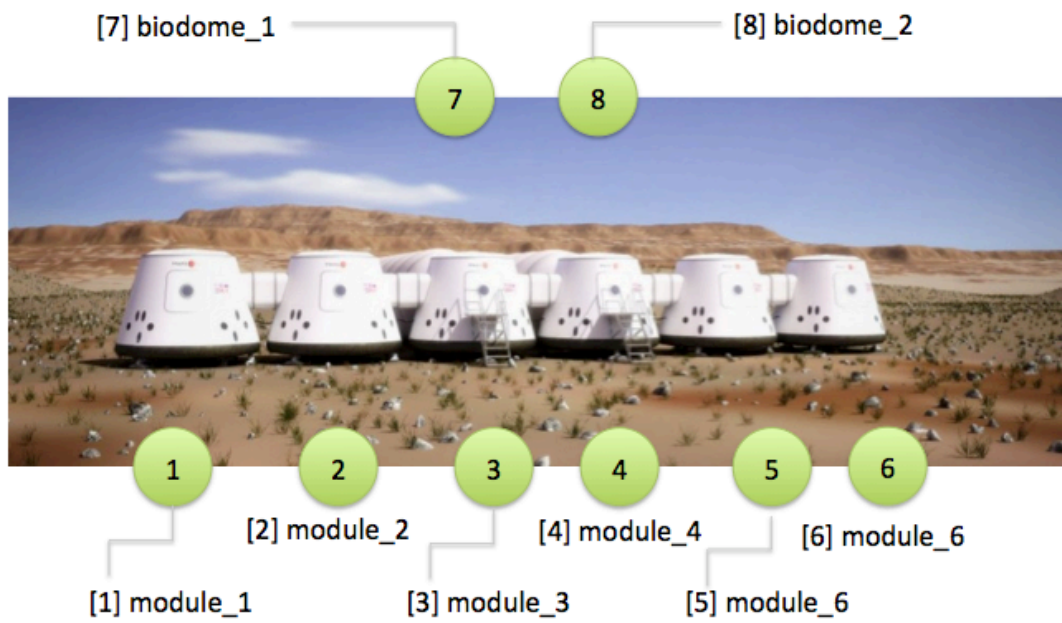 [7] biodome_1
[8] biodome_2
7
8
1
2
3
4
5
6
[2] module_2
[4] module_4
[6] module_6
[1] module_1
[3] module_3
[5] module_6